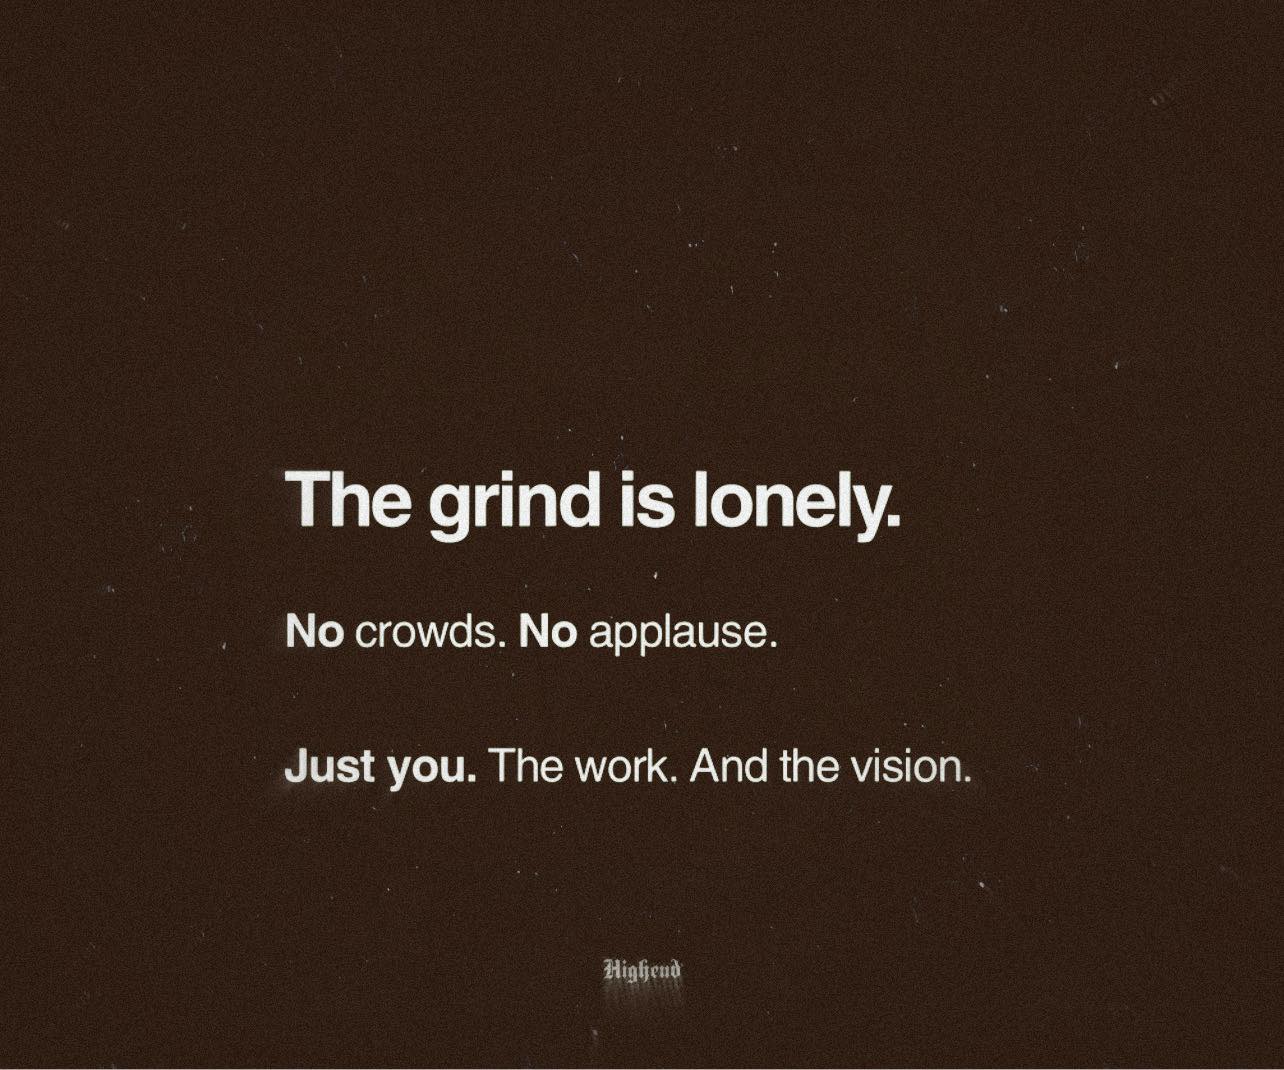 The grind is lonely.
No crowds. No applause.
Just you. The work. And the vision.
Highend